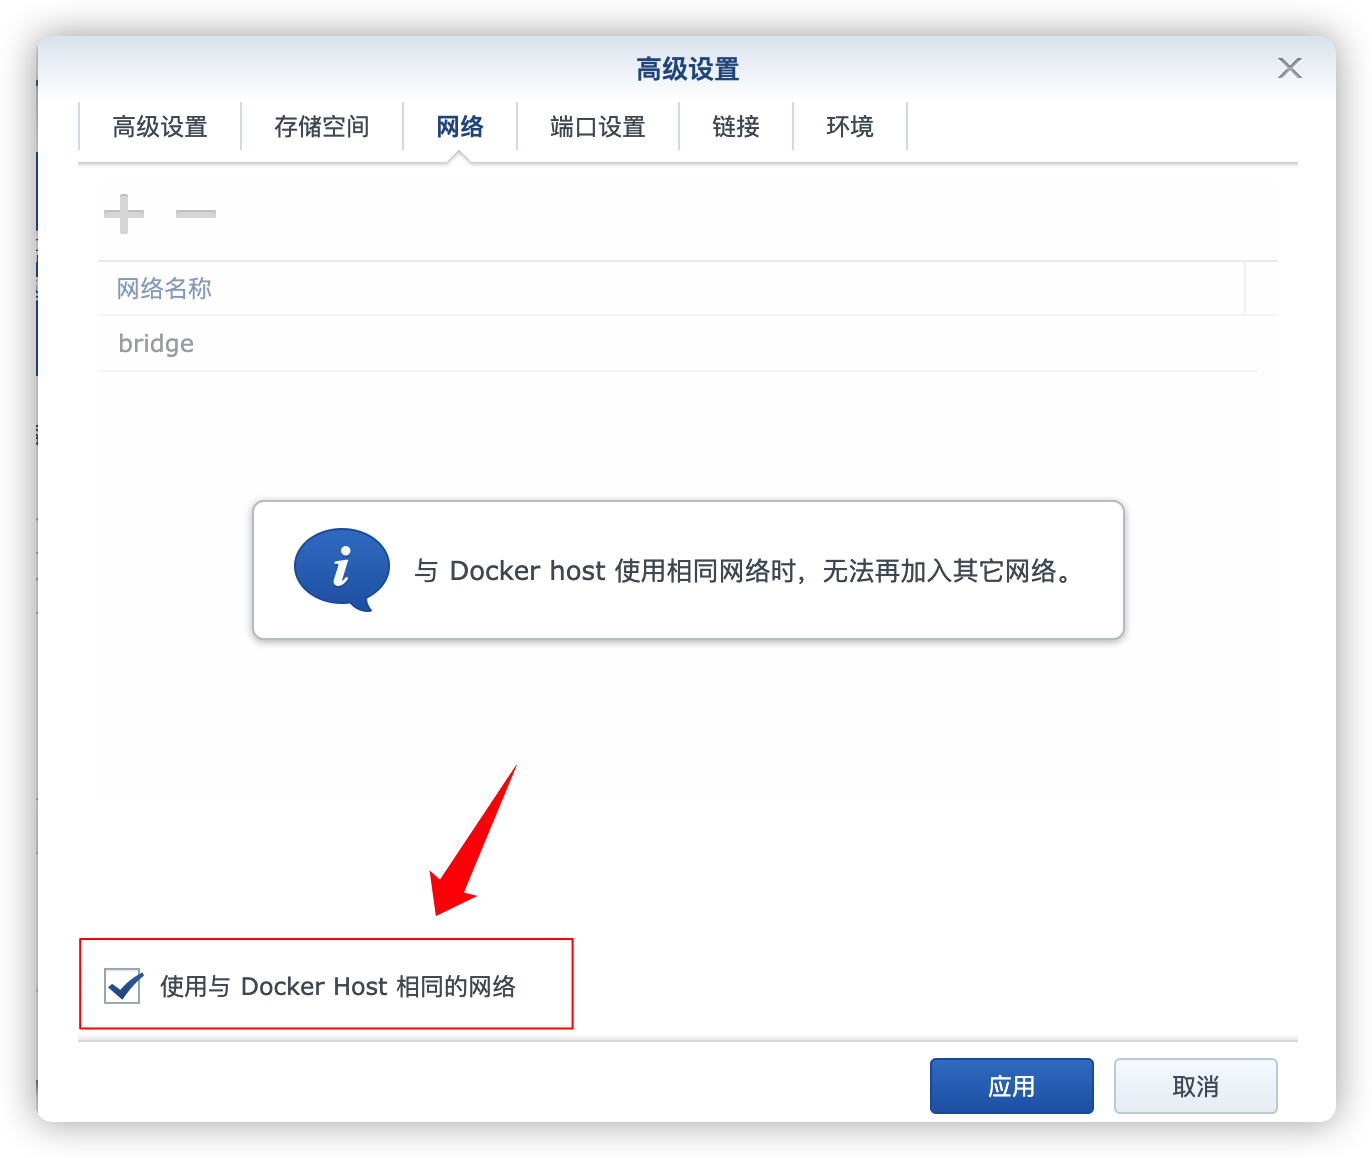 高级设置
高级设置 存储空间 网络 端口设置 链接 环境
网络名称
bridge
与 Docker host 使用相同网络时，无法再加入其它网络。
使用与 Docker Host 相同的网络
应用 取消